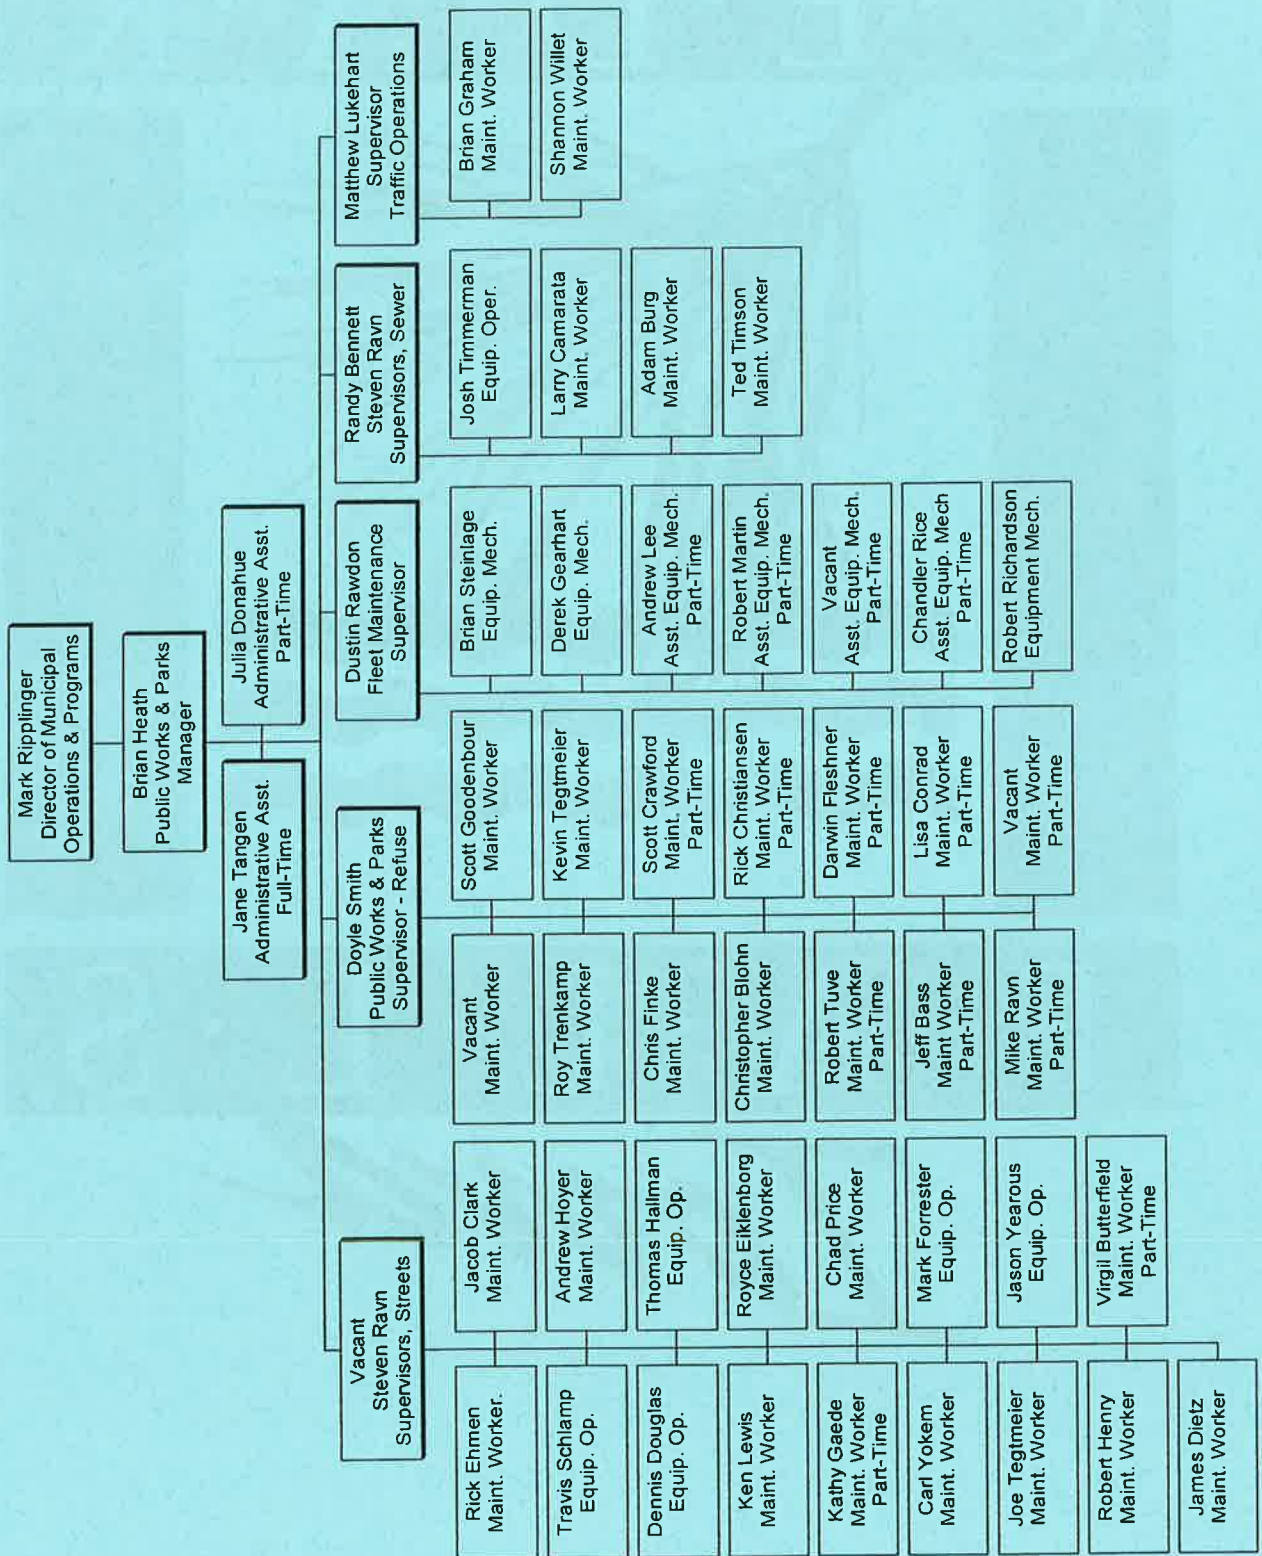 Mark Ripplinger
Director of Municipal
Operations & Programs
Brian Heath
Public Works & Parks
Manager
Jane Tangen
Administrative Asst.
Full-Time
Julia Donahue
Administrative Asst.
Part-Time
Vacant
Steven Ravn
Supervisors, Streets
Rick Ehmen
Maint. Worker.
Jacob Clark
Maint. Worker
Travis Schlamp
Equip. Op.
Andrew Hoyer
Maint. Worker
Dennis Douglas
Equip. Op.
Thomas Hallman
Equip. Op.
Ken Lewis
Maint. Worker
Royce Eiklenborg
Maint. Worker
Kathy Gaede
Maint. Worker
Part-Time
Chad Price
Maint. Worker
Carl Yokem
Maint. Worker
Mark Forrester
Equip. Op.
Joe Tegtmeier
Maint. Worker
Jason Yearous
Equip. Op.
Robert Henry
Maint. Worker
Virgil Butterfield
Maint. Worker
Part-Time
James Dietz
Maint. Worker
Doyle Smith
Public Works & Parks
Supervisor - Refuse
Vacant
Maint. Worker
Scott Goodenbour
Maint. Worker
Roy Trenkamp
Maint. Worker
Kevin Tegtmeier
Maint. Worker
Chris Finke
Maint. Worker
Scott Crawford
Maint. Worker
Part-Time
Christopher Blohn
Maint. Worker
Rick Christiansen
Maint. Worker
Part-Time
Robert Tuve
Maint. Worker
Part-Time
Darwin Fleshner
Maint. Worker
Part-Time
Jeff Bass
Maint Worker
Part-Time
Lisa Conrad
Maint. Worker
Part-Time
Mike Ravn
Maint. Worker
Part-Time
Vacant
Maint. Worker
Part-Time
Dustin Rawdon
Fleet Maintenance
Supervisor
Brian Steinlage
Equip. Mech.
Derek Gearhart
Equip. Mech.
Andrew Lee
Asst. Equip. Mech.
Part-Time
Robert Martin
Asst. Equip. Mech.
Part-Time
Vacant
Asst. Equip. Mech.
Part-Time
Chandler Rice
Asst. Equip. Mech
Part-Time
Robert Richardson
Equipment Mech.
Randy Bennett
Steven Ravn
Supervisors, Sewer
Josh Timmerman
Equip. Oper.
Larry Camarata
Maint. Worker
Adam Burg
Maint. Worker
Ted Timson
Maint. Worker
Matthew Lukehart
Supervisor
Traffic Operations
Brian Graham
Maint. Worker
Shannon Willet
Maint. Worker